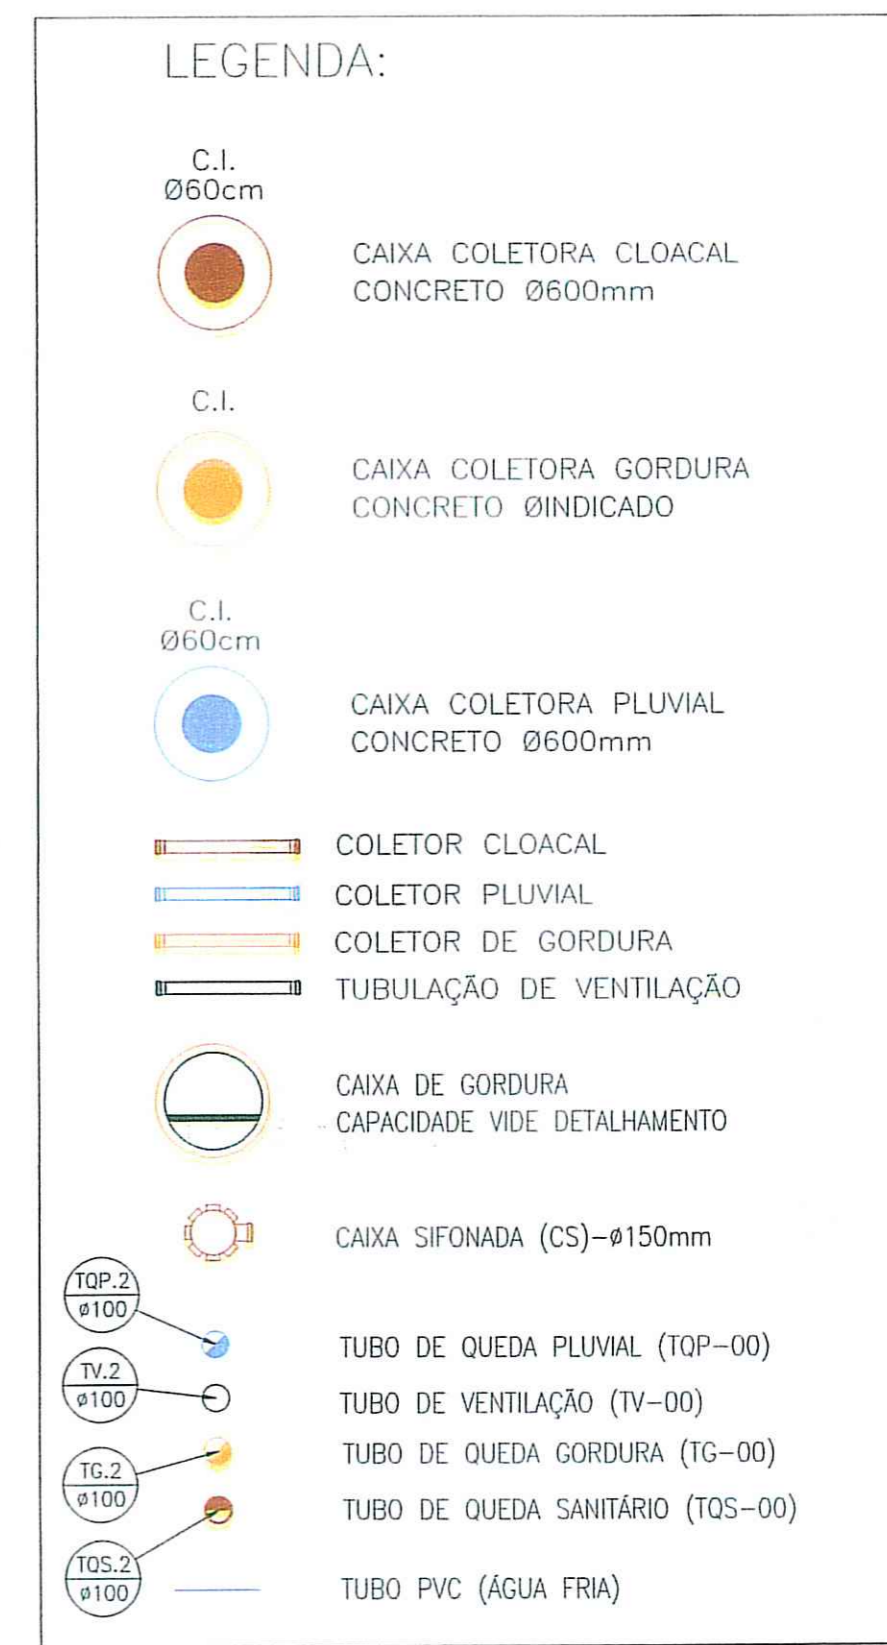 LEGENDA:
C.I.
Ø60cm
CAIXA COLETORA CLOACAL
CONCRETO Ø600mm
C.I.
CAIXA COLETORA GORDURA
CONCRETO ØINDICADO
C.I.
Ø60cm
CAIXA COLETORA PLUVIAL
CONCRETO Ø600mm
COLETOR CLOACAL
COLETOR PLUVIAL
COLETOR DE GORDURA
TUBULAÇÃO DE VENTILAÇÃO
CAIXA DE GORDURA
CAPACIDADE VIDE DETALHAMENTO
CAIXA SIFONADA (CS)-ø150mm
TQP.2
ø100
TUBO DE QUEDA PLUVIAL (TQP-00)
TV.2
ø100
TUBO DE VENTILAÇÃO (TV-00)
TG.2
ø100
TUBO DE QUEDA GORDURA (TG-00)
TUBO DE QUEDA SANITÁRIO (TQS-00)
TQS.2
ø100
TUBO PVC (ÁGUA FRIA)